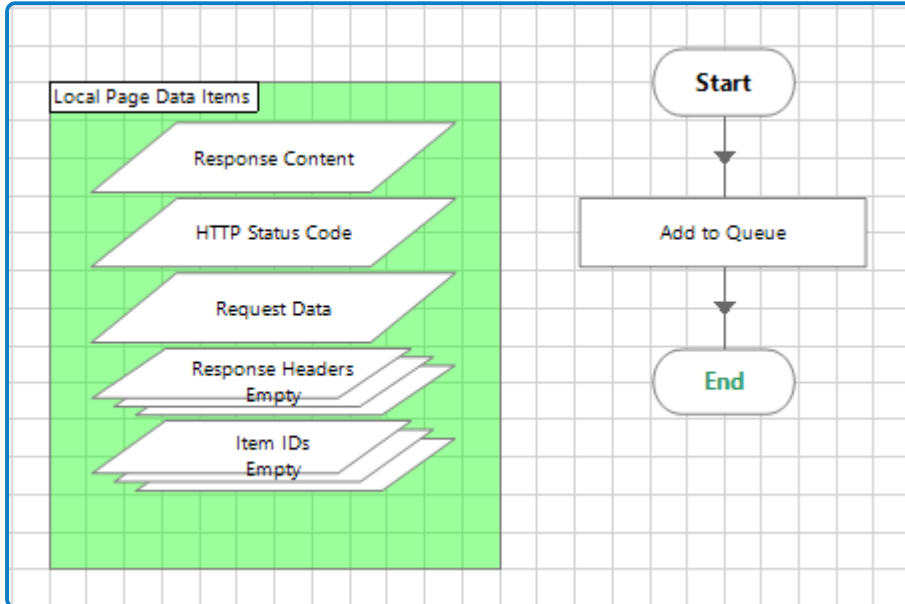 Local Page Data Items
Response Content
HTTP Status Code
Request Data
Response Headers
Empty
Item IDs
Empty
Start
Add to Queue
End